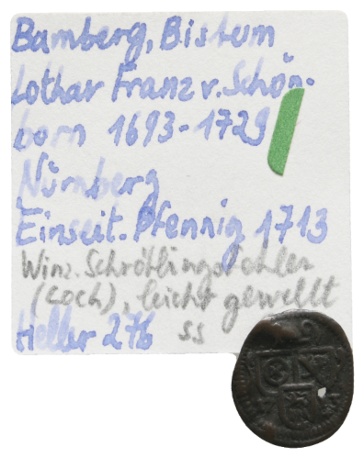 Bamberg, Bistum
Lothar Franz v. Schön-
born 1693-1729
Nürnberg
Einseit. Pfennig 1713
Winz. Schrötlingsfehler
(Loch), leicht gewellt
Heller 276 ss